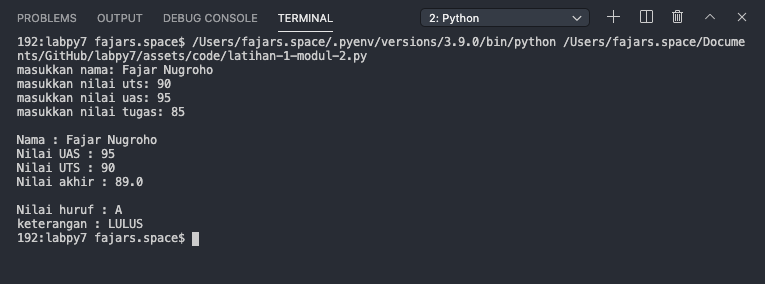 PROBLEMS OUTPUT DEBUG CONSOLE TERMINAL 2: Python
192:labpy7 fajars.space$ /Users/fajars.space/.pyenv/versions/3.9.0/bin/python /Users/fajars.space/Docume
nts/GitHub/labpy7/assets/code/latihan-1-modul-2.py
masukkan nama: Fajar Nugroho
masukkan nilai uts: 90
masukkan nilai uas: 95
masukkan nilai tugas: 85
Nama : Fajar Nugroho
Nilai UAS : 95
Nilai UTS : 90
Nilai akhir : 89.0
Nilai huruf : A
keterangan : LULUS
192:labpy7 fajars.space$